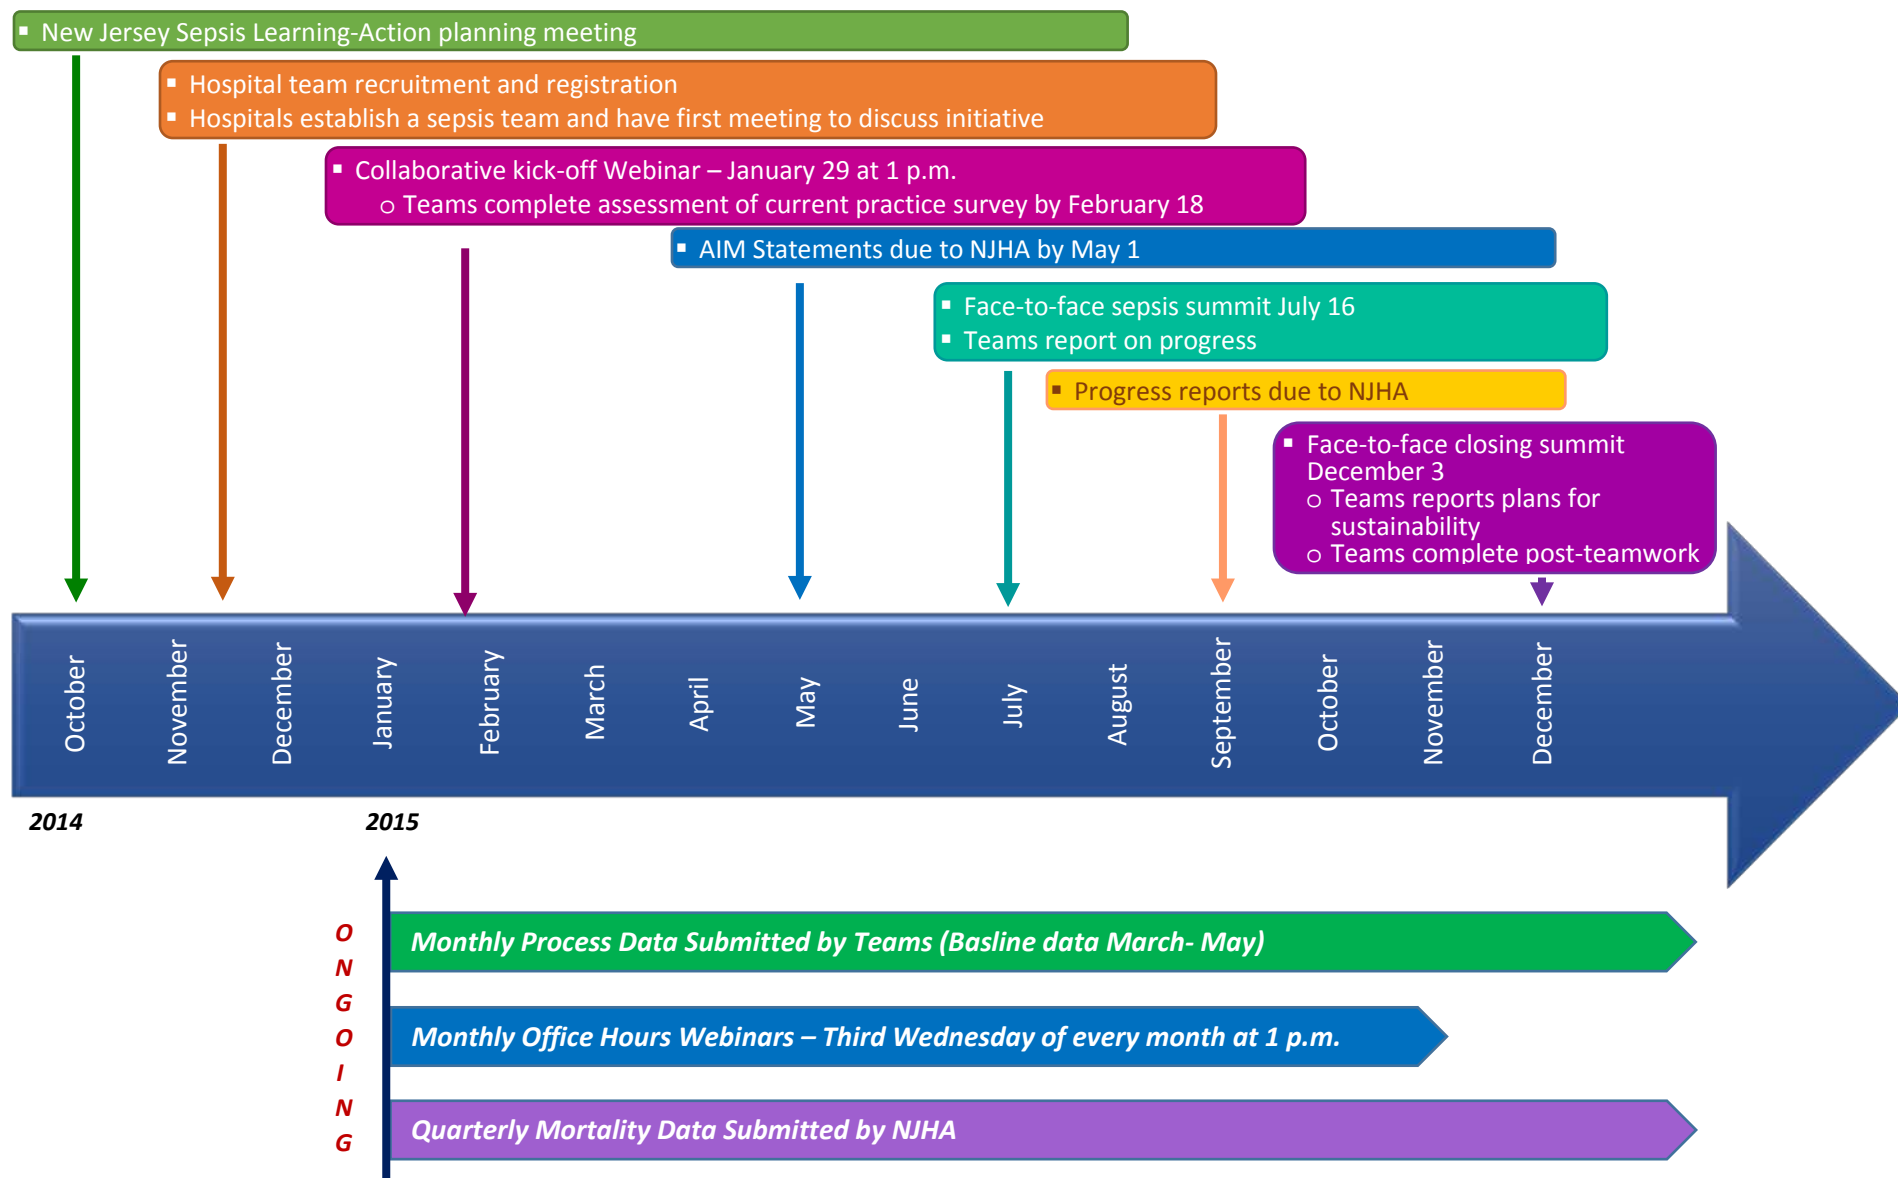 ▪ New Jersey Sepsis Learning-Action planning meeting
▪ Hospital team recruitment and registration
▪ Hospitals establish a sepsis team and have first meeting to discuss initiative
▪ Collaborative kick-off Webinar – January 29 at 1 p.m.
o Teams complete assessment of current practice survey by February 18
▪ AIM Statements due to NJHA by May 1
▪ Face-to-face sepsis summit July 16
▪ Teams report on progress
▪ Progress reports due to NJHA
▪ Face-to-face closing summit
December 3
o Teams reports plans for
sustainability
o Teams complete post-teamwork
October
November
December
January
February
March
April
May
June
July
August
September
October
November
December
2014
2015
ONGOING
Monthly Process Data Submitted by Teams (Basline data March- May)
Monthly Office Hours Webinars – Third Wednesday of every month at 1 p.m.
Quarterly Mortality Data Submitted by NJHA